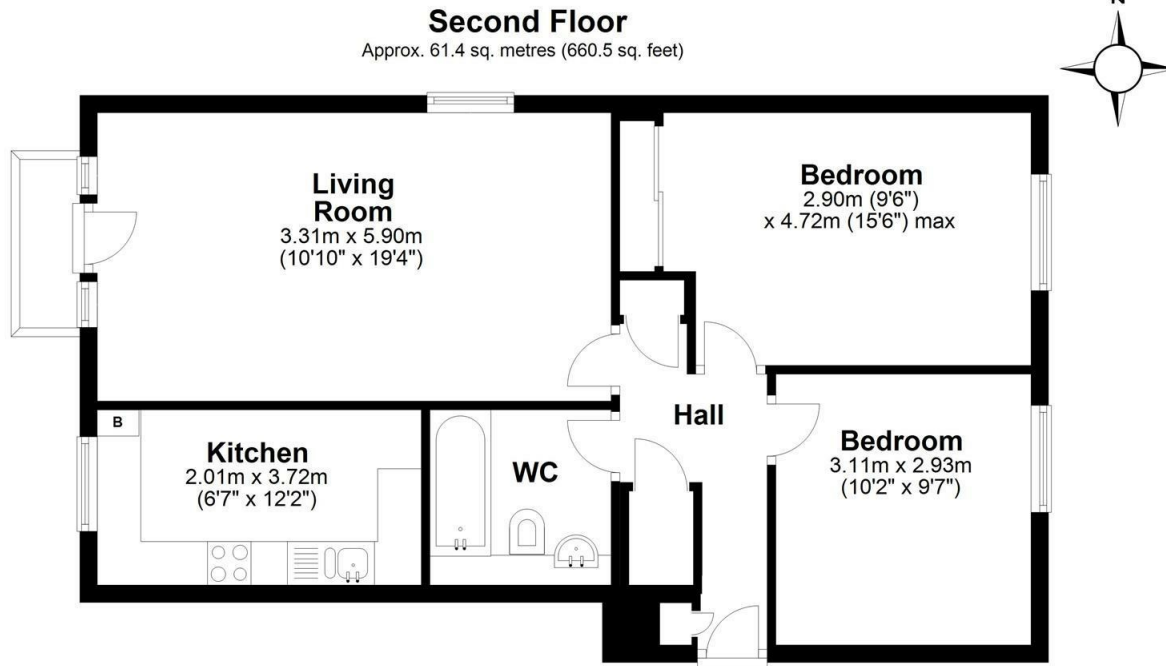 Second Floor
Approx. 61.4 sq. metres (660.5 sq. feet)
N
Living
Room
3.31m x 5.90m
(10'10" x 19'4")
Bedroom
2.90m (9'6")
x 4.72m (15'6") max
B
Kitchen
2.01m x 3.72m
(6'7" x 12'2")
WC
Hall
Bedroom
3.11m x 2.93m
(10'2" x 9'7")